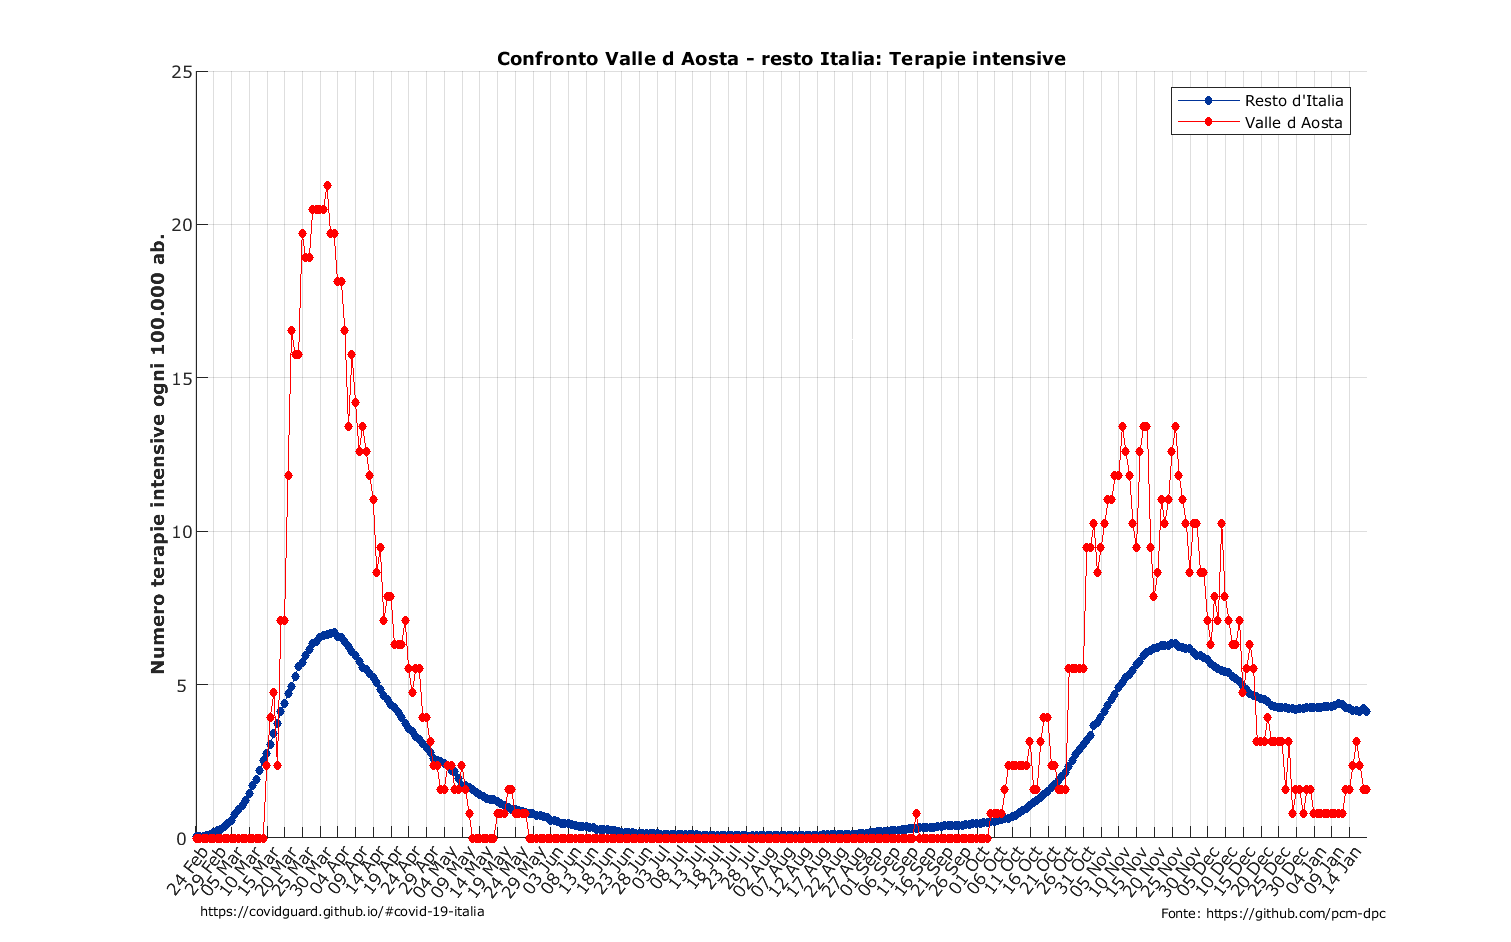 Confronto Valle d Aosta - resto Italia: Terapie intensive
Resto d'Italia
Valle d Aosta
Numero terapie intensive ogni 100.000 ab.
25
20
15
10
5
0
24 Feb
29 Feb
05 Mar
10 Mar
15 Mar
20 Mar
25 Mar
30 Mar
04 Apr
09 Apr
14 Apr
19 Apr
24 Apr
29 Apr
04 May
09 May
14 May
19 May
24 May
29 May
03 Jun
08 Jun
13 Jun
18 Jun
23 Jun
28 Jun
03 Jul
08 Jul
13 Jul
18 Jul
23 Jul
28 Jul
02 Aug
07 Aug
12 Aug
17 Aug
22 Aug
27 Aug
01 Sep
06 Sep
11 Sep
16 Sep
21 Sep
26 Sep
01 Oct
06 Oct
11 Oct
16 Oct
21 Oct
26 Oct
31 Oct
05 Nov
10 Nov
15 Nov
20 Nov
25 Nov
30 Nov
05 Dec
10 Dec
15 Dec
20 Dec
25 Dec
30 Dec
04 Jan
09 Jan
14 Jan
https://covidguard.github.io/#covid-19-italia
Fonte: https://github.com/pcm-dpc